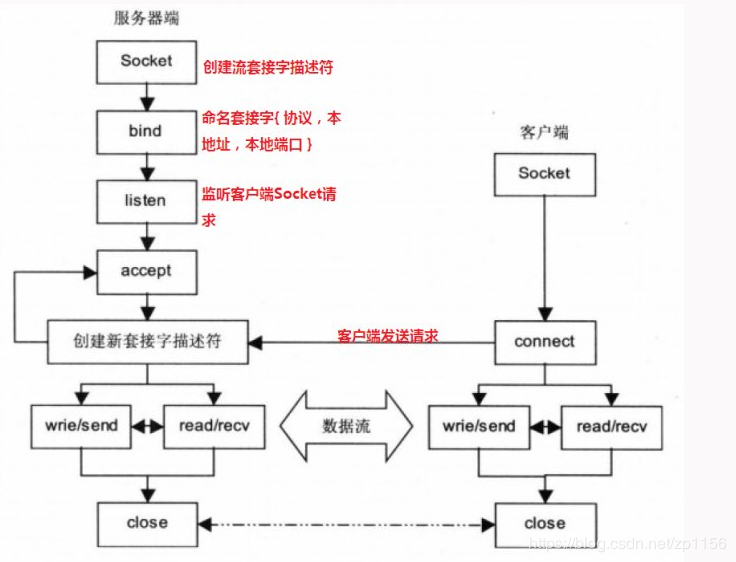 服务器端
Socket
创建流套接字描述符
bind
命名套接字{ 协议，本
地址，本地端口 }
客户端
Socket
listen
监听客户端Socket请
求
accept
创建新套接字描述符
客户端发送请求
connect
wrie/send
read/recv
数据流
wrie/send
read/recv
close
close
https://blog.csdn.net/zp1156